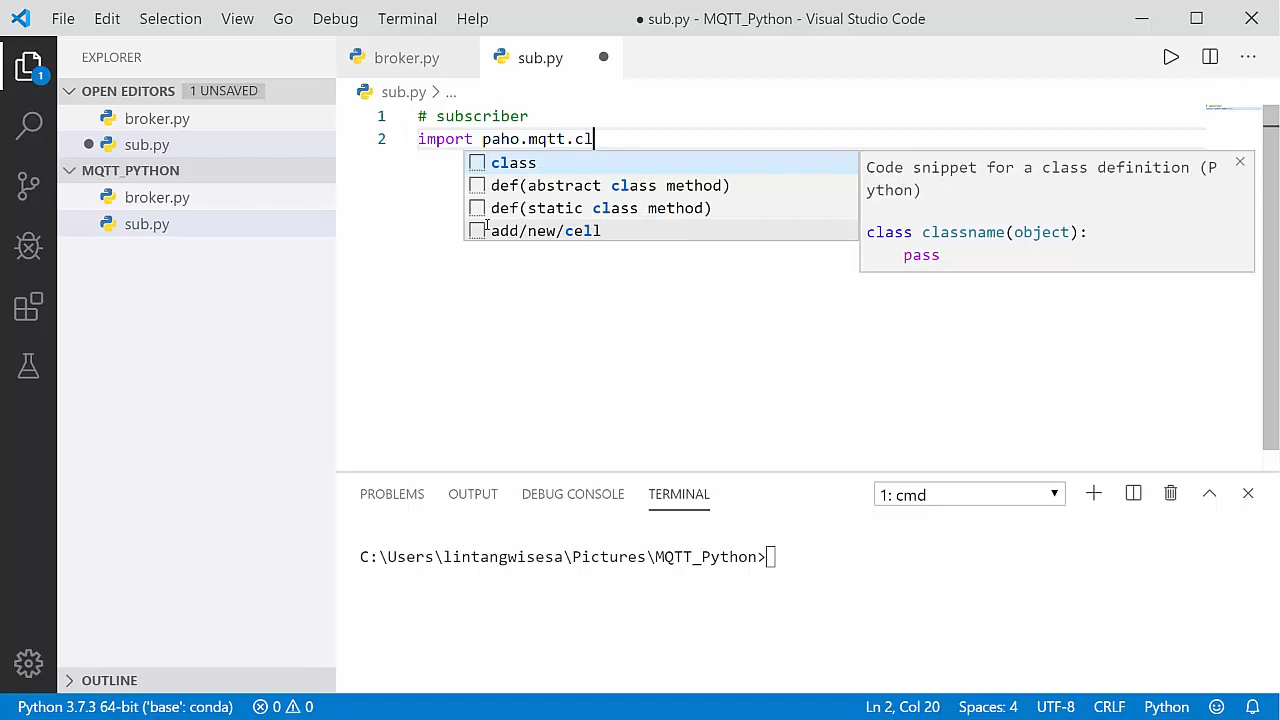 File Edit Selection View Go Debug Terminal Help
● sub.py - MQTT_Python - Visual Studio Code
EXPLORER
1
OPEN EDITORS 1 UNSAVED
broker.py
sub.py
MQTT_PYTHON
broker.py
sub.py
OUTLINE
broker.py
sub.py
sub.py > ...
1 # subscriber
2 import paho.mqtt.cl
class
def(abstract class method)
def(static class method)
add/new/cell
Code snippet for a class definition (P
ython)
class classname(object):
pass
PROBLEMS OUTPUT DEBUG CONSOLE TERMINAL
1: cmd
C:\Users\lintangwisesa\Pictures\MQTT_Python>
Python 3.7.3 64-bit ('base': conda) 0 0 Ln 2, Col 20 Spaces: 4 UTF-8 CRLF Python